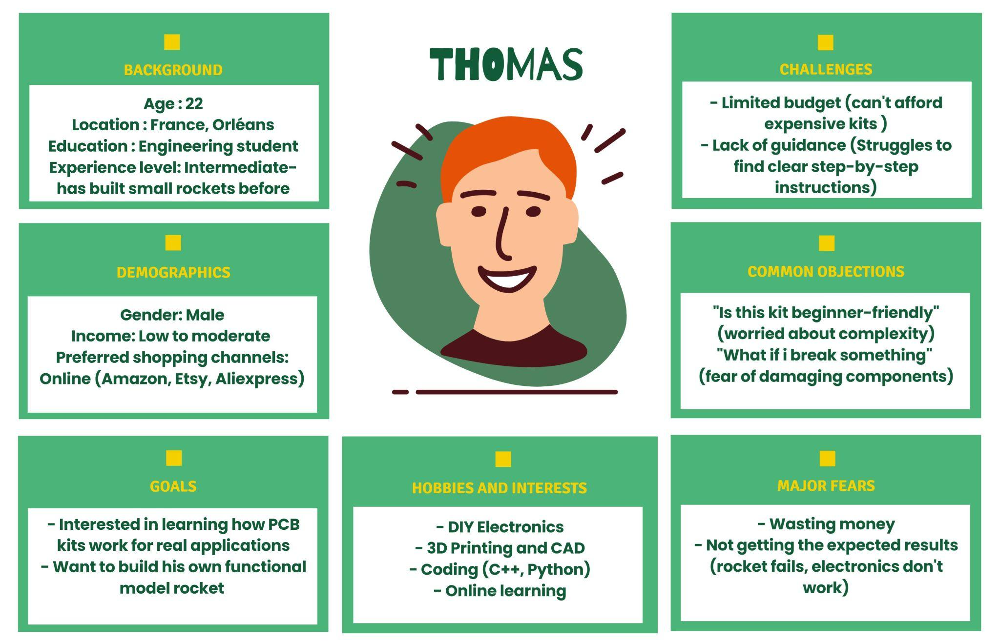 THOMAS
BACKGROUND
Age : 22
Location : France, Orléans
Education : Engineering student
Experience level: Intermediate-
has built small rockets before
DEMOGRAPHICS
Gender: Male
Income: Low to moderate
Preferred shopping channels:
Online (Amazon, Etsy, Aliexpress)
GOALS
- Interested in learning how PCB
kits work for real applications
- Want to build his own functional
model rocket
HOBBIES AND INTERESTS
- DIY Electronics
- 3D Printing and CAD
- Coding (C++, Python)
- Online learning
CHALLENGES
- Limited budget (can't afford
expensive kits )
- Lack of guidance (Struggles to
find clear step-by-step
instructions)
COMMON OBJECTIONS
"Is this kit beginner-friendly"
(worried about complexity)
"What if i break something"
(fear of damaging components)
MAJOR FEARS
- Wasting money
- Not getting the expected results
(rocket fails, electronics don't
work)